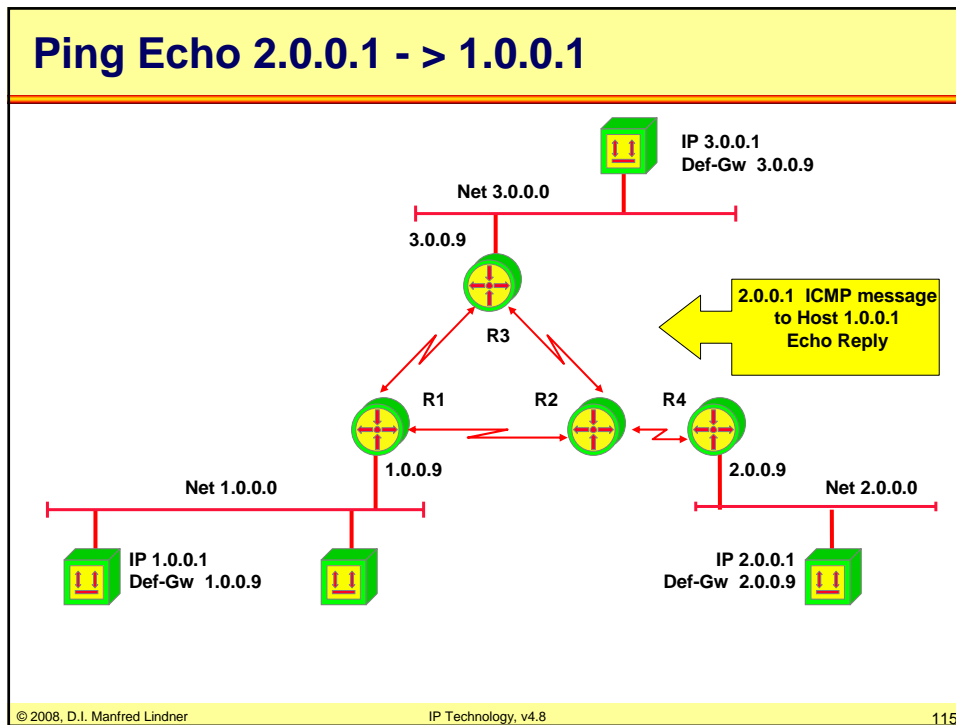 Ping Echo 2.0.0.1 - > 1.0.0.1
IP 3.0.0.1
Def-Gw 3.0.0.9
Net 3.0.0.0
3.0.0.9
2.0.0.1 ICMP message
to Host 1.0.0.1
Echo Reply
R3
R1
R2
R4
1.0.0.9
2.0.0.9
Net 1.0.0.0
Net 2.0.0.0
IP 1.0.0.1
Def-Gw 1.0.0.9
IP 2.0.0.1
Def-Gw 2.0.0.9
© 2008, D.I. Manfred Lindner
IP Technology, v4.8
115